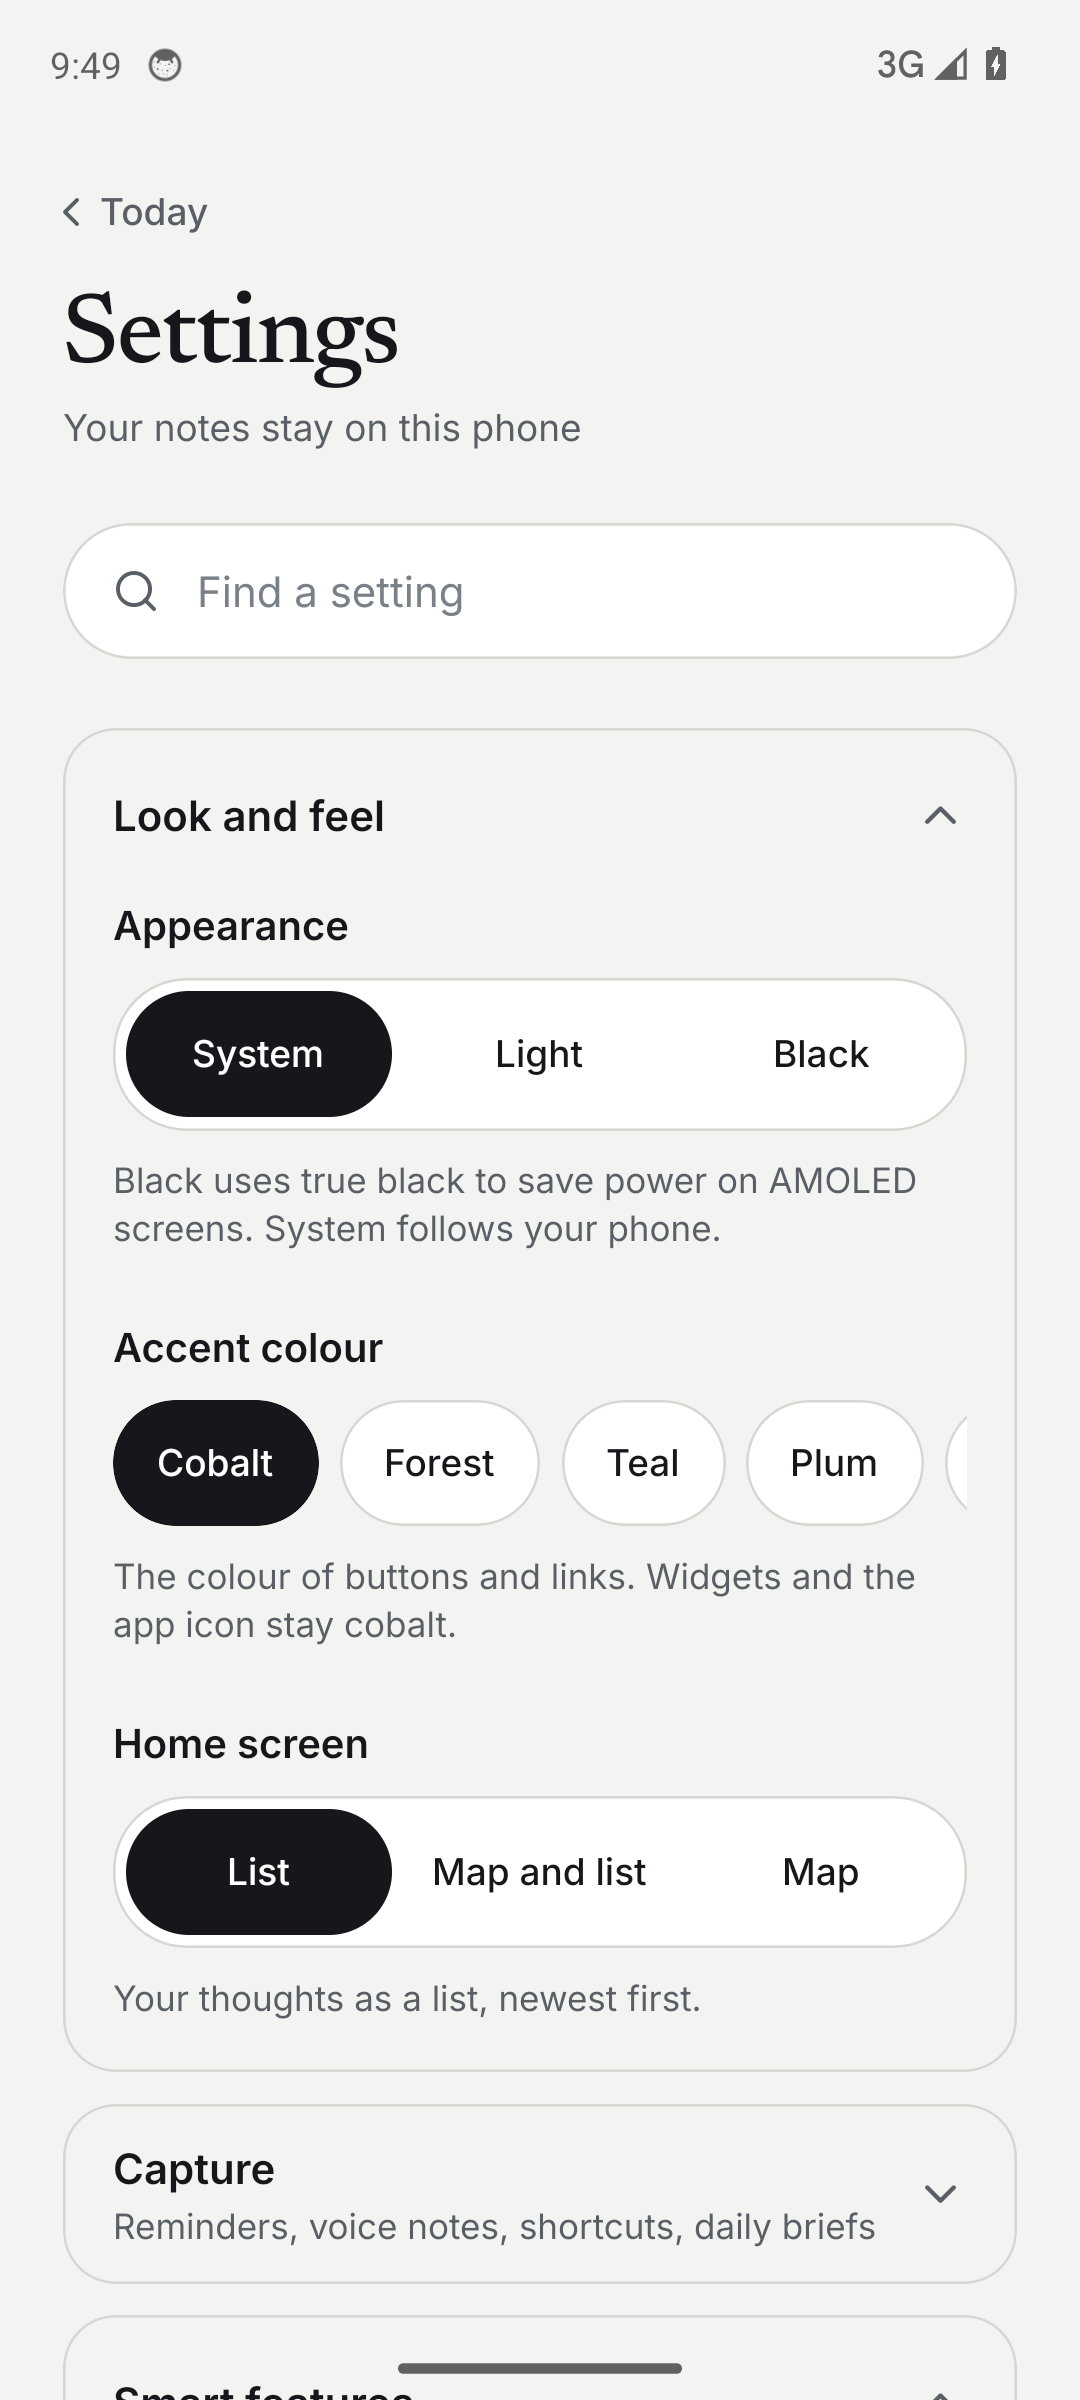 9:49
3G
Today
Settings
Your notes stay on this phone
Find a setting
Look and feel
Appearance
System Light Black
Black uses true black to save power on AMOLED
screens. System follows your phone.
Accent colour
Cobalt Forest Teal Plum
The colour of buttons and links. Widgets and the
app icon stay cobalt.
Home screen
List Map and list Map
Your thoughts as a list, newest first.
Capture
Reminders, voice notes, shortcuts, daily briefs
Smart features